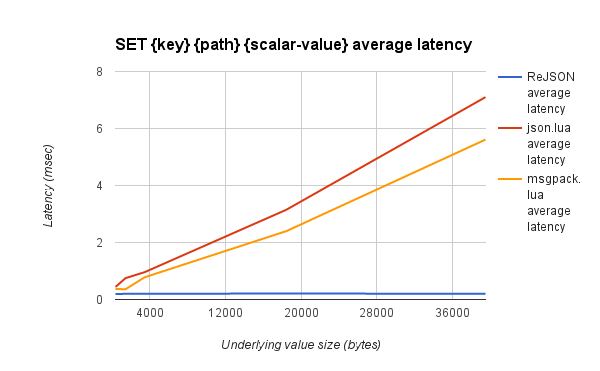 SET {key} {path} {scalar-value} average latency
8
6
4
2
0
Latency (msec)
4000 12000 20000 28000 36000
Underlying value size (bytes)
ReJSON
average
latency
json.lua
average
latency
msgpack.
lua
average
latency